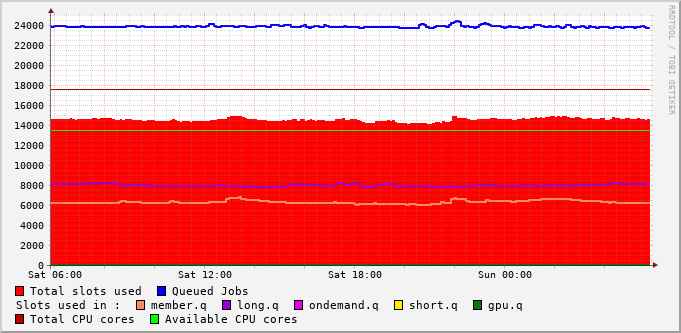 RRDTOOL / TOBI OETIKER
24000
22000
20000
18000
16000
14000
12000
10000
8000
6000
4000
2000
0
Sat 06:00 Sat 12:00 Sat 18:00 Sun 00:00
Total slots used Queued Jobs
Slots used in : member.q long.q ondemand.q short.q gpu.q
Total CPU cores Available CPU cores